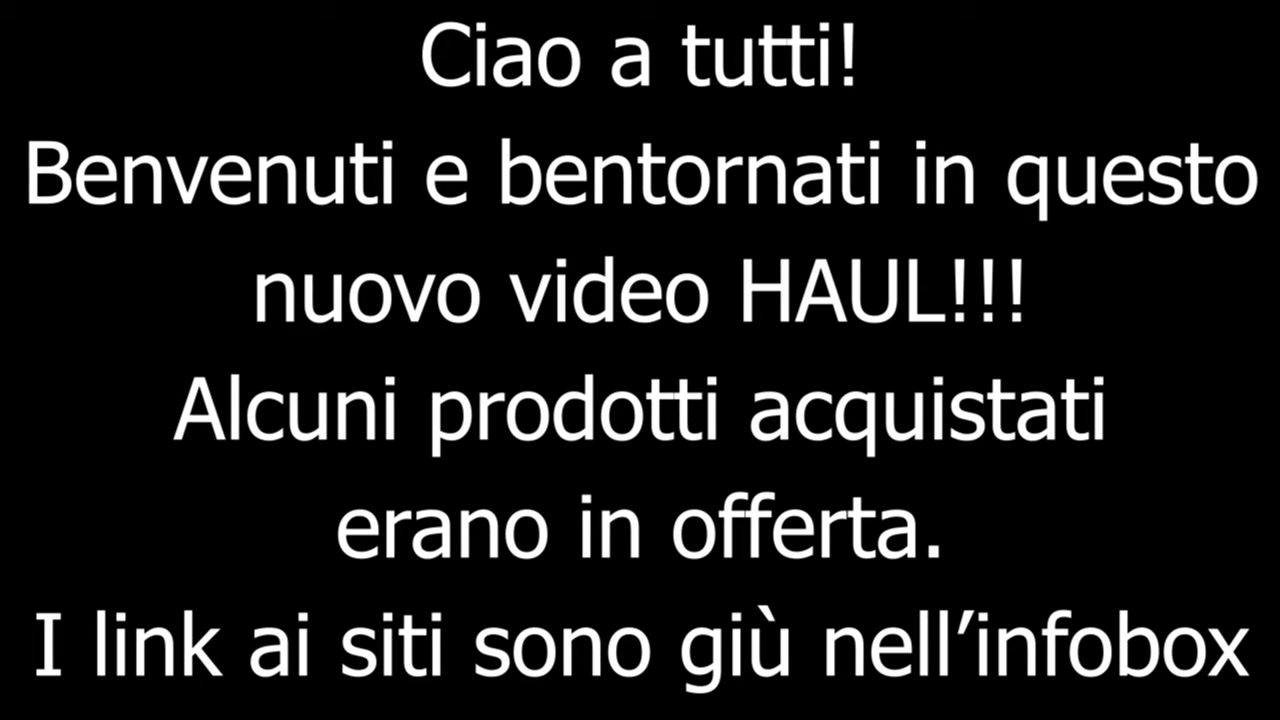 Ciao a tutti!
Benvenuti e bentornati in questo
nuovo video HAUL!!!
Alcuni prodotti acquistati
erano in offerta.
I link ai siti sono giù nell’infobox